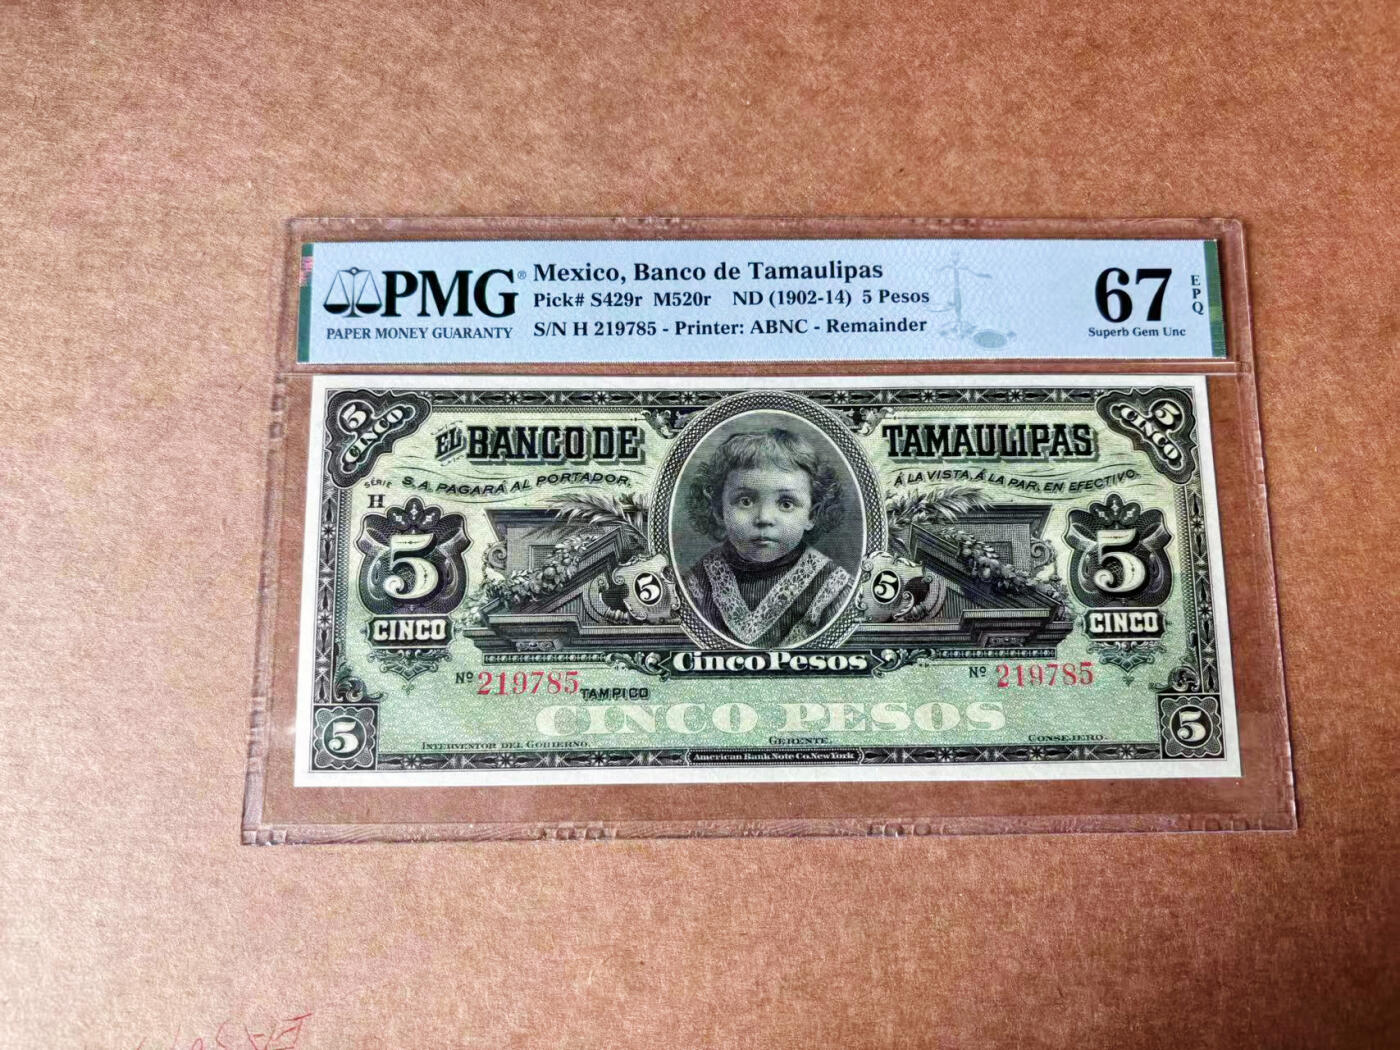 PMG®
PAPER MONEY GUARANTY
Mexico, Banco de Tamaulipas
Pick# S429r M520r ND (1902-14) 5 Pesos
S/N H 219785 - Printer: ABNC - Remainder
67
EPQ
Superb Gem Unc
5 CINCO
5 CINCO
EL BANCO DE TAMAULIPAS
SERIE H
S.A. PAGARÁ AL PORTADOR,
Á LA VISTA, Á LA PAR, EN EFECTIVO.
5 CINCO
5
5
5 CINCO
CINCO PESOS
Nº 219785
Nº 219785
TAMPICO
CINCO PESOS
5
5
INTERVENTOR DEL GOBIERNO.
GERENTE.
CONSEJERO.
American Bank Note Co. New York